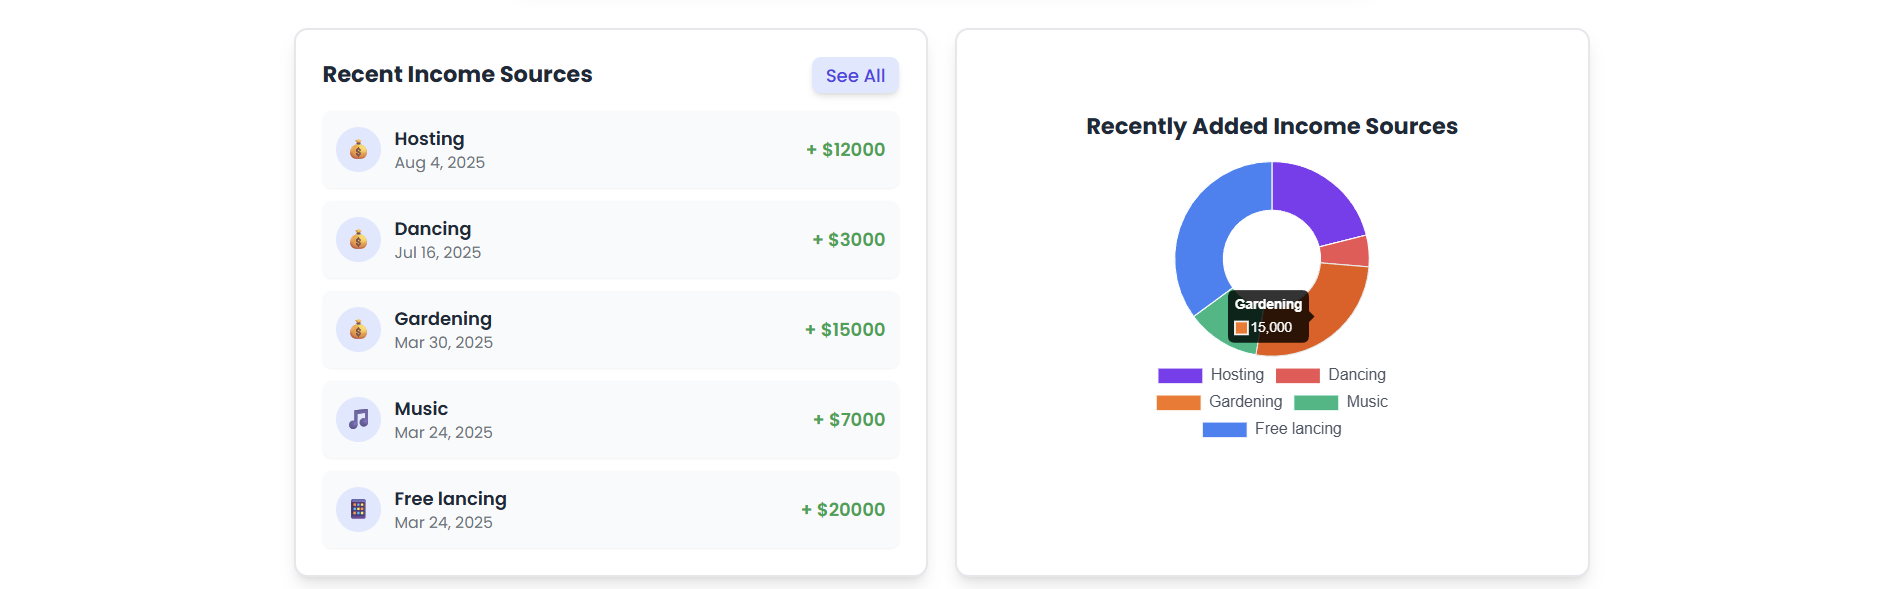 Recent Income Sources
See All
Hosting
Aug 4, 2025
+ $12000
Dancing
Jul 16, 2025
+ $3000
Gardening
Mar 30, 2025
+ $15000
Music
Mar 24, 2025
+ $7000
Free lancing
Mar 24, 2025
+ $20000
Recently Added Income Sources
Gardening
15,000
Hosting Dancing
Gardening Music
Free lancing